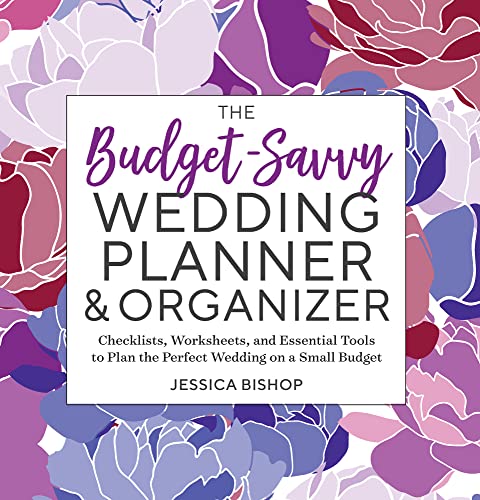 THE
Budget-Savvy
WEDDING
PLANNER
& ORGANIZER
Checklists, Worksheets, and Essential Tools
to Plan the Perfect Wedding on a Small Budget
JESSICA BISHOP